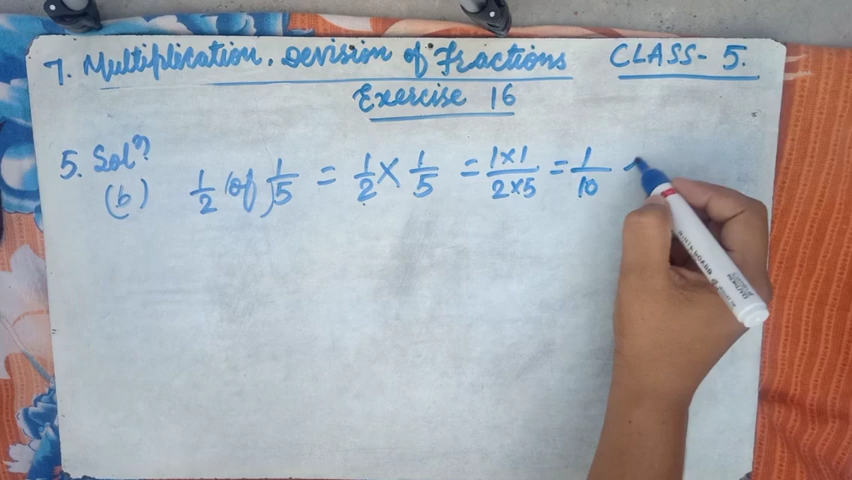 7. Multiplication. Devision of Fractions CLASS- 5.
Exercise 16
5. Solⁿ
(b) 1/2 of 1/5 = 1/2 × 1/5 = 1×1/2×5 = 1/10